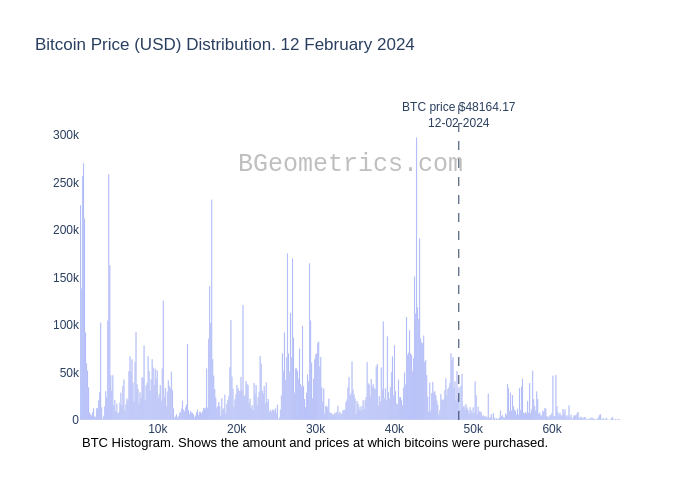 Bitcoin Price (USD) Distribution. 12 February 2024
BTC price $48164.17
12-02-2024
300k
BGeometrics.com
250k
200k
150k
100k
50k
0
10k 20k 30k 40k 50k 60k
BTC Histogram. Shows the amount and prices at which bitcoins were purchased.